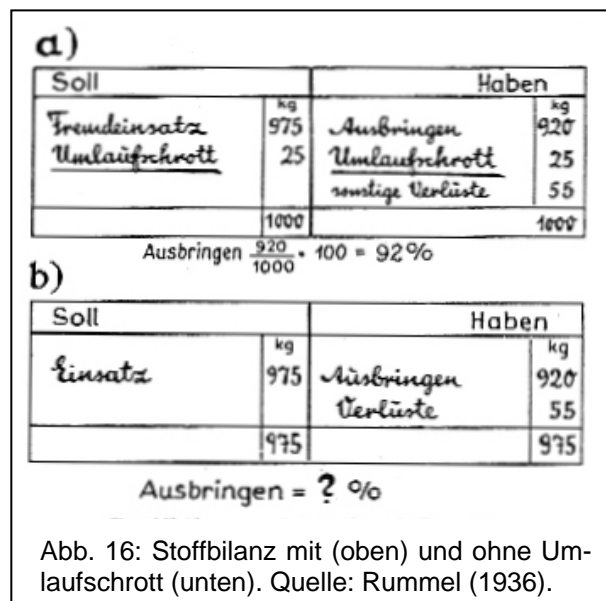 a)
Soll Haben
kg kg
Fremdeinsatz 975 Ausbringen 920
Umlaufschrott 25 Umlaufschrott 25
sonstige Verlüste 55
1000 1000
Ausbringen 920/1000 • 100 = 92%
b)
Soll Haben
kg kg
Einsatz 975 Ausbringen 920
Verlüste 55
975 975
Ausbringen = ? %
Abb. 16: Stoffbilanz mit (oben) und ohne Um-
laufschrott (unten). Quelle: Rummel (1936).